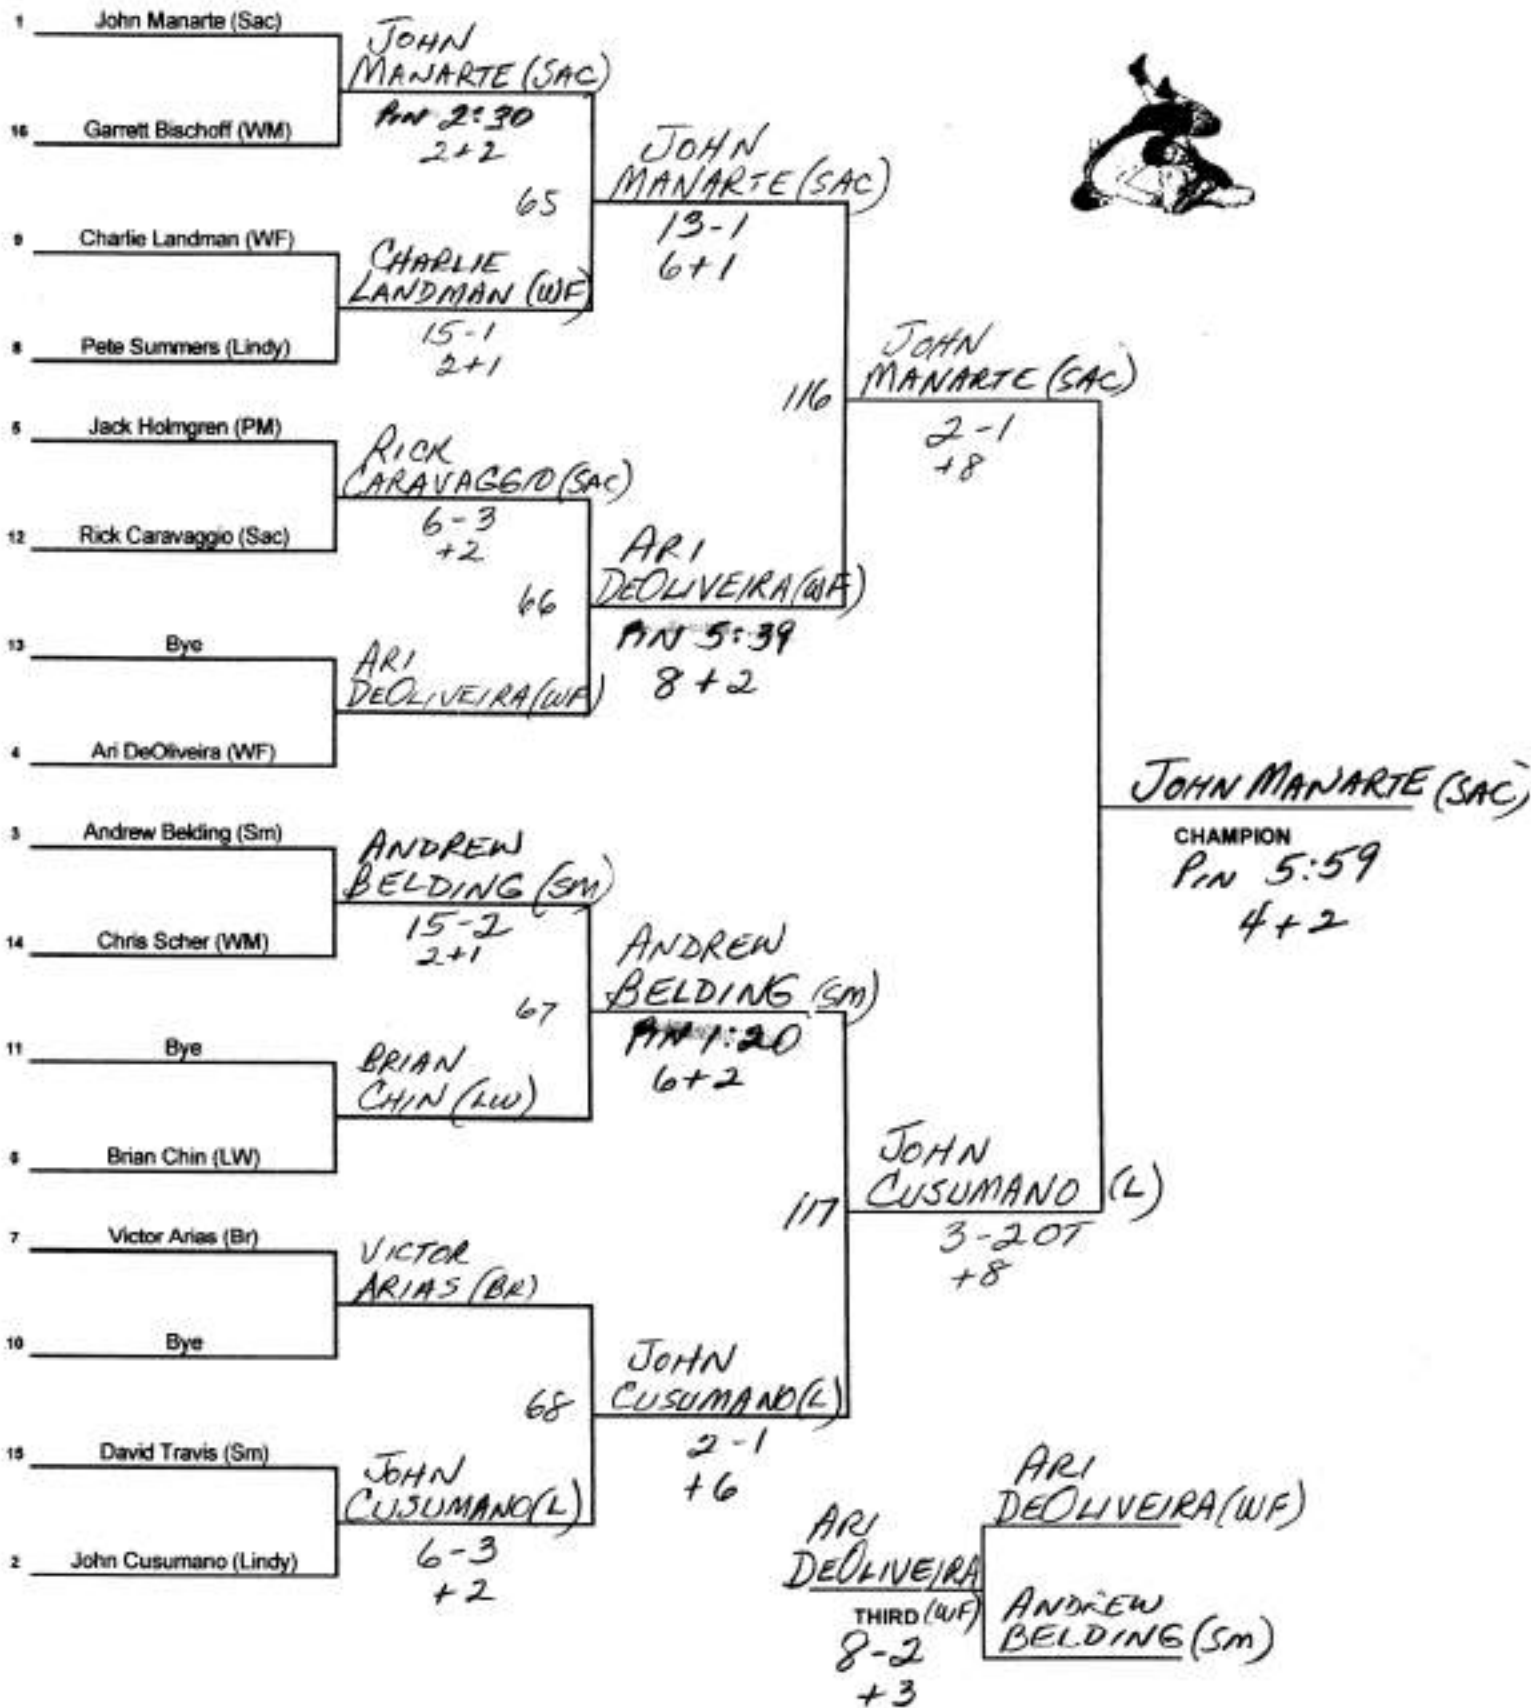 1 John Manarte (Sac)
16 Garrett Bischoff (WM)
9 Charlie Landman (WF)
8 Pete Summers (Lindy)
5 Jack Holmgren (PM)
12 Rick Caravaggio (Sac)
13 Bye
4 Ari DeOliveira (WF)
3 Andrew Belding (Sm)
14 Chris Scher (WM)
11 Bye
6 Brian Chin (LW)
7 Victor Arias (Br)
10 Bye
15 David Travis (Sm)
2 John Cusumano (Lindy)
JOHN
MANARTE (SAC)
PIN 2:30
2+2
CHARLIE
LANDMAN (WF)
15-1
2+1
RICK
CARAVAGGIO (SAC)
6-3
+2
ARI
DEOLIVEIRA (WF)
ANDREW
BELDING (SM)
15-2
2+1
BRIAN
CHIN (LW)
VICTOR
ARIAS (BR)
JOHN
CUSUMANO (L)
6-3
+2
65
66
67
68
JOHN
MANARTE (SAC)
13-1
6+1
ARI
DEOLIVEIRA (WF)
PIN 5:39
8+2
ANDREW
BELDING (SM)
PIN 1:20
6+2
JOHN
CUSUMANO (L)
2-1
+6
116
117
JOHN
MANARTE (SAC)
2-1
+8
JOHN
CUSUMANO (L)
3-2 OT
+8
JOHN MANARTE (SAC)
CHAMPION
PIN 5:59
4+2
ARI
DEOLIVEIRA (WF)
ANDREW
BELDING (SM)
ARI
DEOLIVEIRA
THIRD (WF)
8-2
+3